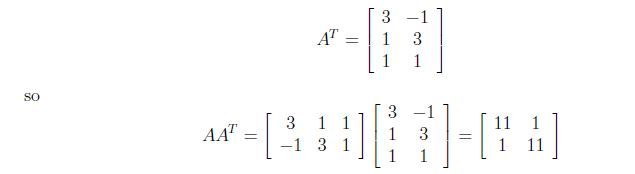 A^T = [ 3 −1
1 3
1 1 ]
so
AA^T = [ 3 1 1
−1 3 1 ] [ 3 −1
1 3
1 1 ] = [ 11 1
1 11 ]